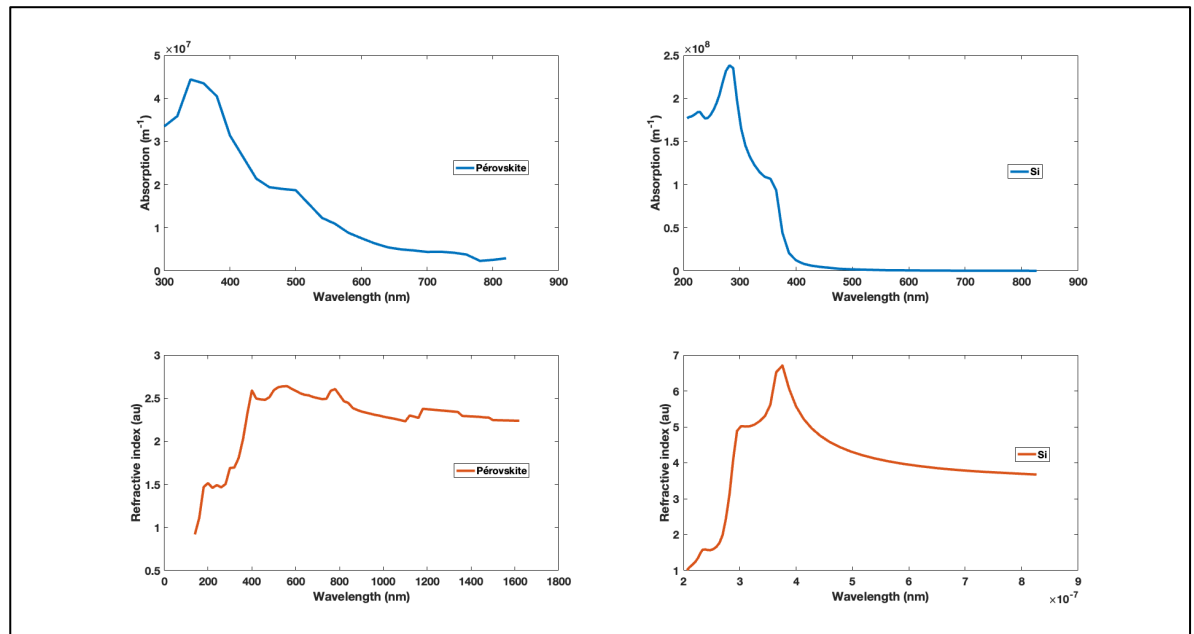 ×10^7
5
4
3
2
1
0
Absorption (m^-1)
Pérovskite
300 400 500 600 700 800 900
Wavelength (nm)
×10^8
2.5
2
1.5
1
0.5
0
Absorption (m^-1)
Si
200 300 400 500 600 700 800 900
Wavelength (nm)
3
2.5
2
1.5
1
0.5
Refractive index (au)
Pérovskite
0 200 400 600 800 1000 1200 1400 1600 1800
Wavelength (nm)
7
6
5
4
3
2
1
Refractive index (au)
Si
2 3 4 5 6 7 8 9
Wavelength (nm)
×10^-7